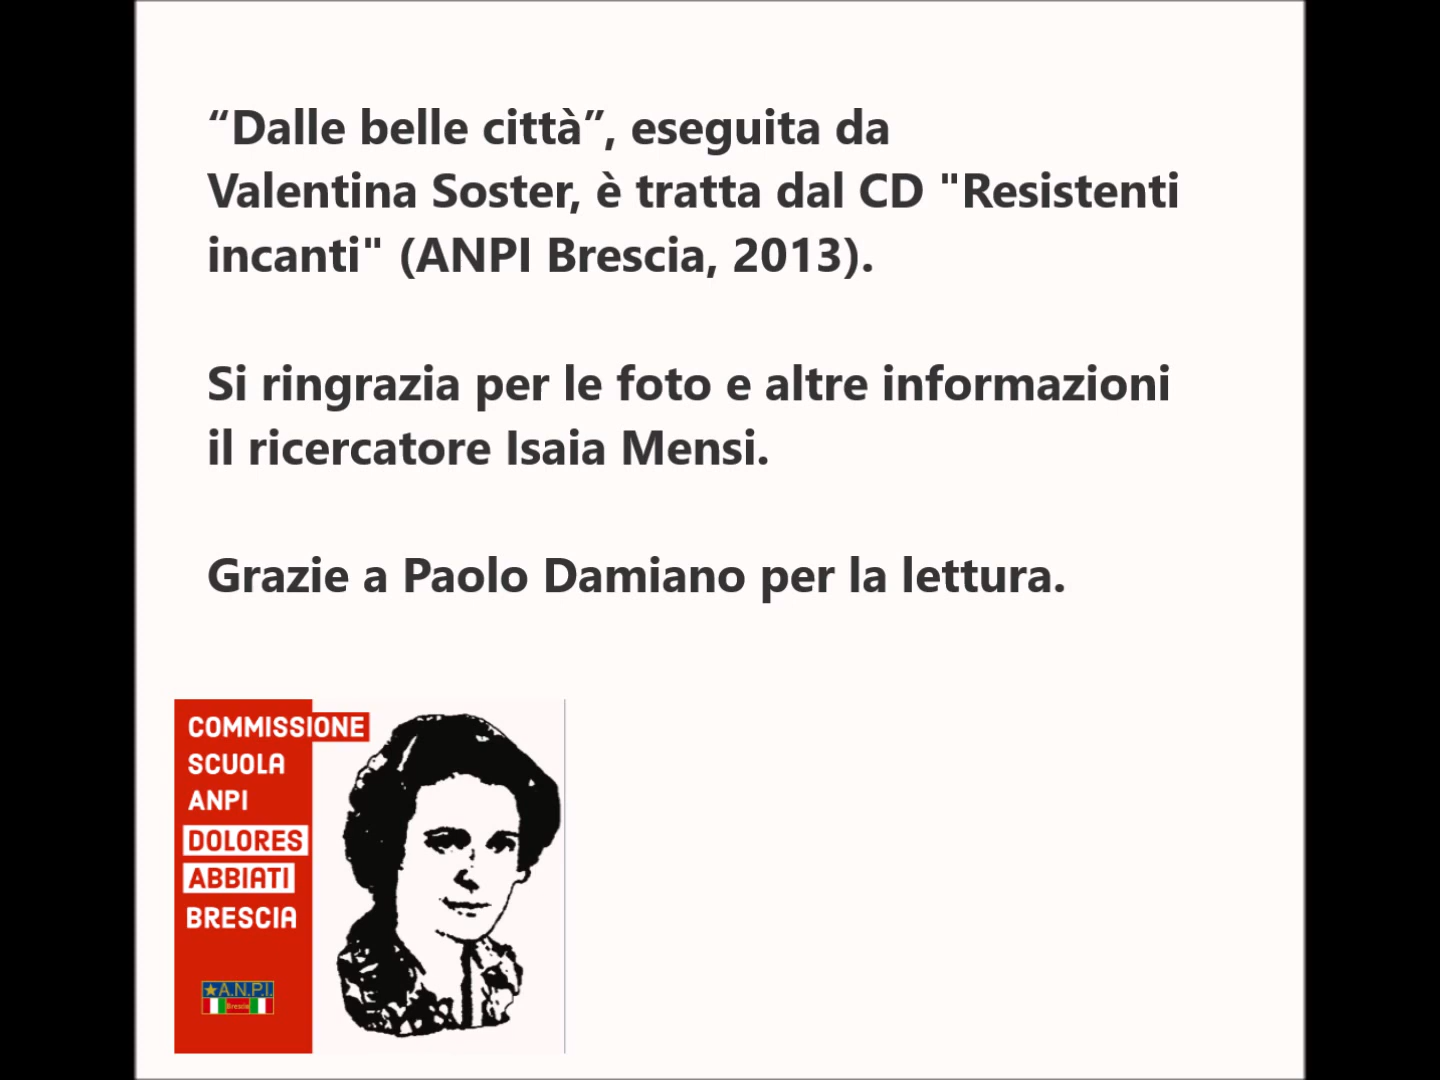 “Dalle belle città”, eseguita da
Valentina Soster, è tratta dal CD "Resistenti
incanti" (ANPI Brescia, 2013).
Si ringrazia per le foto e altre informazioni
il ricercatore Isaia Mensi.
Grazie a Paolo Damiano per la lettura.
COMMISSIONE
SCUOLA
ANPI
DOLORES
ABBIATI
BRESCIA
A.N.P.I.
Brescia